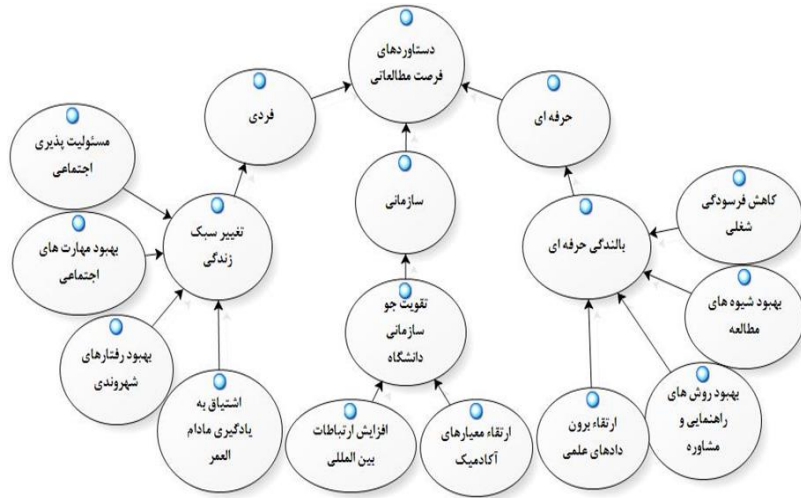 دستاوردهای
فرصت مطالعاتی
فردی
حرفه ای
سازمانی
مسئولیت پذیری
اجتماعی
تغییر سبک
زندگی
بهبود مهارت های
اجتماعی
بهبود رفتارهای
شهروندی
اشتیاق به
یادگیری مادام
العمر
تقویت جو
سازمانی
دانشگاه
افزایش ارتباطات
بین المللی
ارتقاء معیارهای
آکادمیک
بالندگی حرفه ای
کاهش فرسودگی
شغلی
بهبود شیوه های
مطالعه
بهبود روش های
راهنمایی و
مشاوره
ارتقاء برون
دادهای علمی